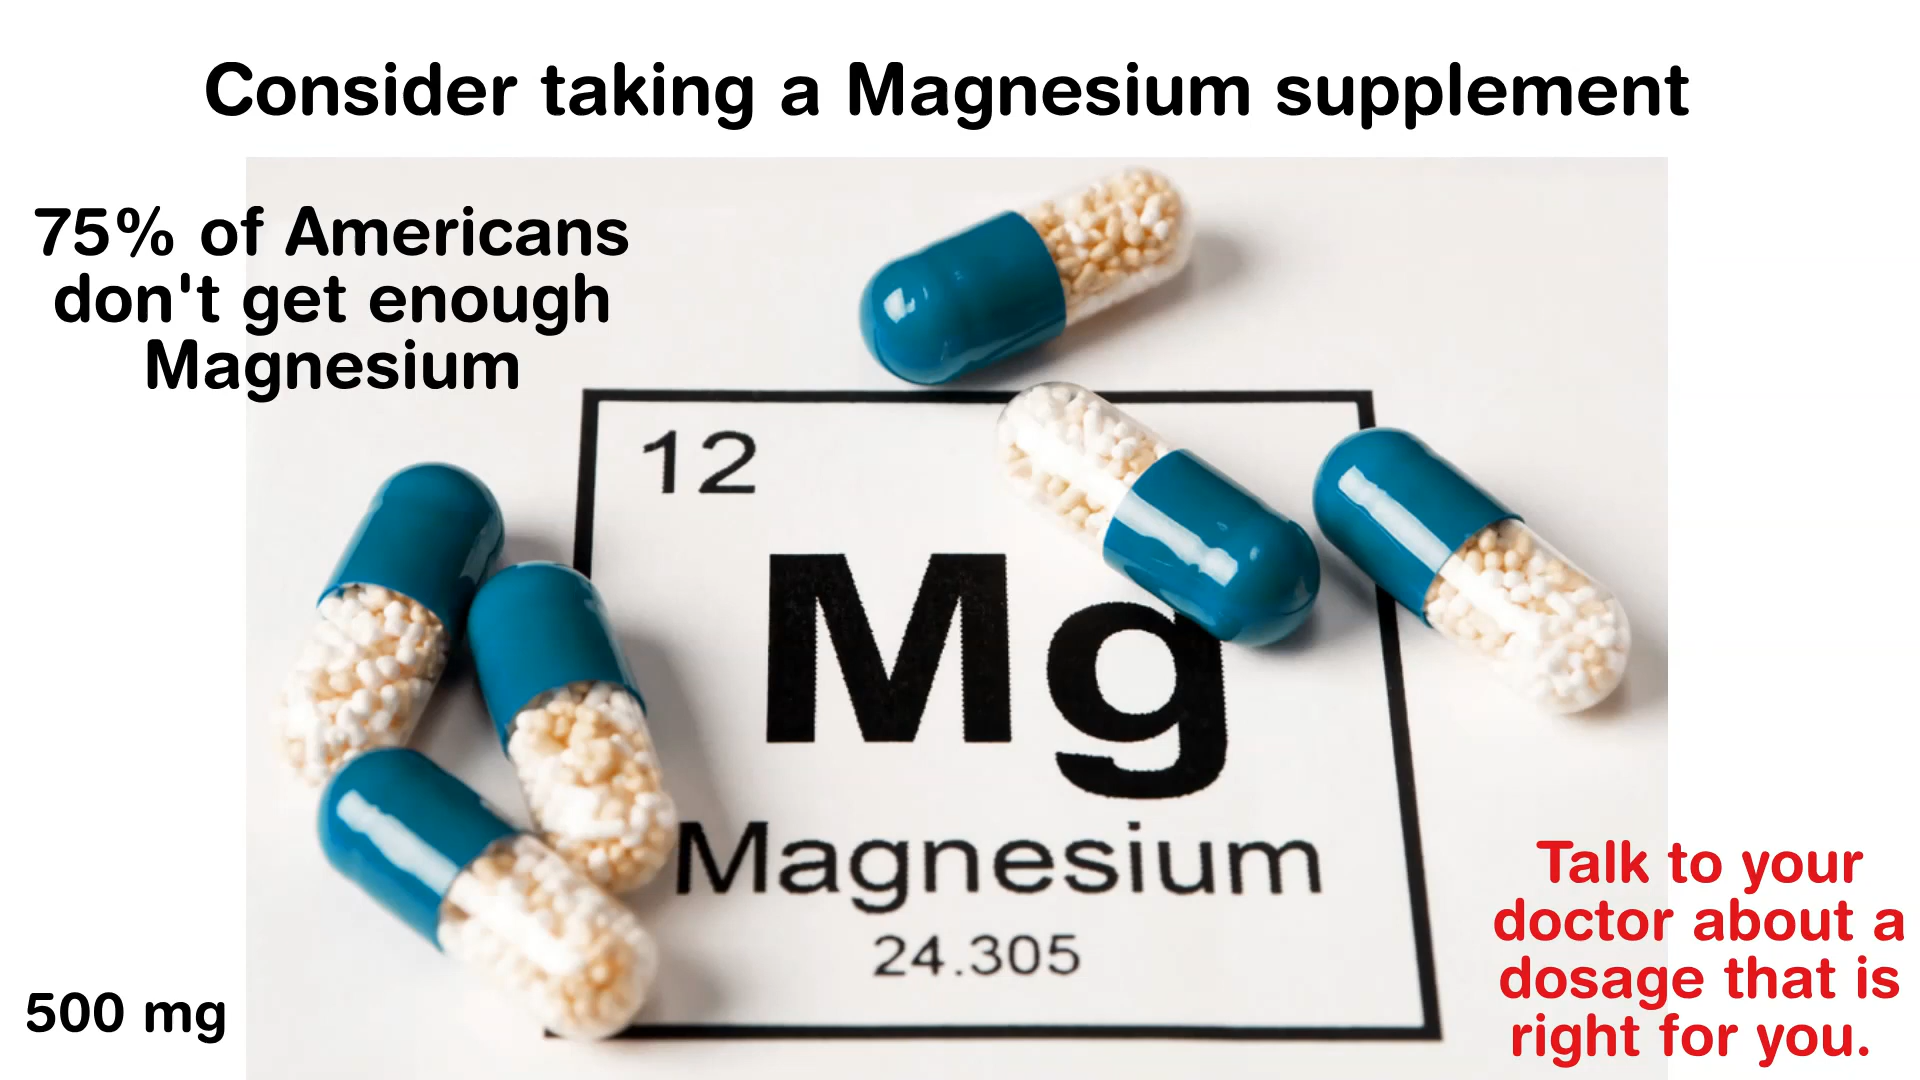 Consider taking a Magnesium supplement
75% of Americans
don't get enough
Magnesium
12
Mg
Magnesium
24.305
500 mg
Talk to your
doctor about a
dosage that is
right for you.